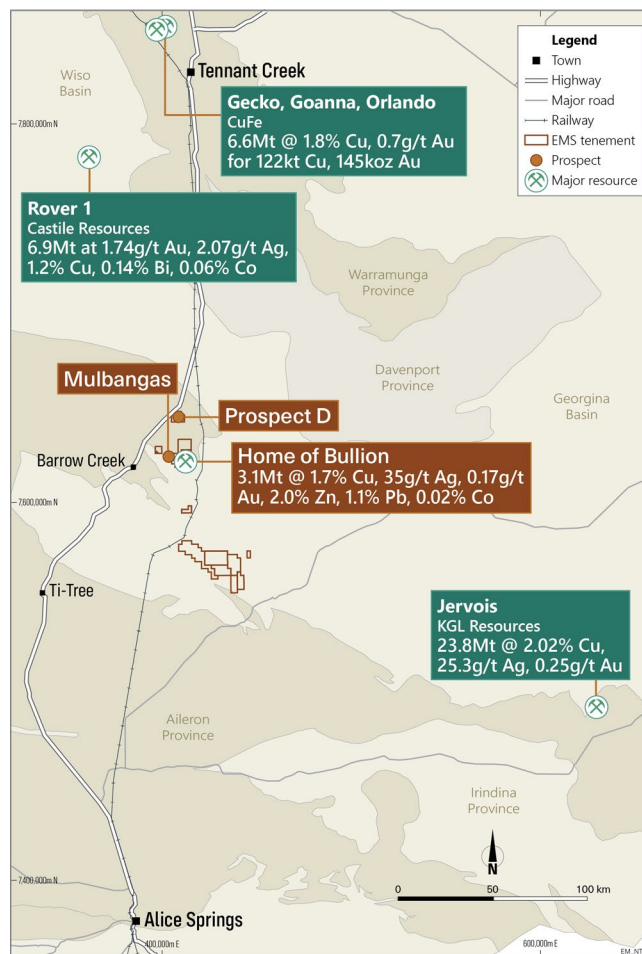 Wiso
Basin
Tennant Creek
7,800,000m N
Gecko, Goanna, Orlando
CuFe
6.6Mt @ 1.8% Cu, 0.7g/t Au
for 122kt Cu, 145koz Au
Legend
Town
Highway
Major road
Railway
EMS tenement
Prospect
Major resource
Rover 1
Castile Resources
6.9Mt at 1.74g/t Au, 2.07g/t Ag,
1.2% Cu, 0.14% Bi, 0.06% Co
Warramunga
Province
Davenport
Province
Georgina
Basin
Mulbangas
Prospect D
Barrow Creek
Home of Bullion
3.1Mt @ 1.7% Cu, 35g/t Ag, 0.17g/t
Au, 2.0% Zn, 1.1% Pb, 0.02% Co
7,600,000m N
Ti-Tree
Jervois
KGL Resources
23.8Mt @ 2.02% Cu,
25.3g/t Ag, 0.25g/t Au
Aileron
Province
Irindina
Province
N
0 50 100 km
7,400,000m N
Alice Springs
400,000m E
600,000m E
EM_NT